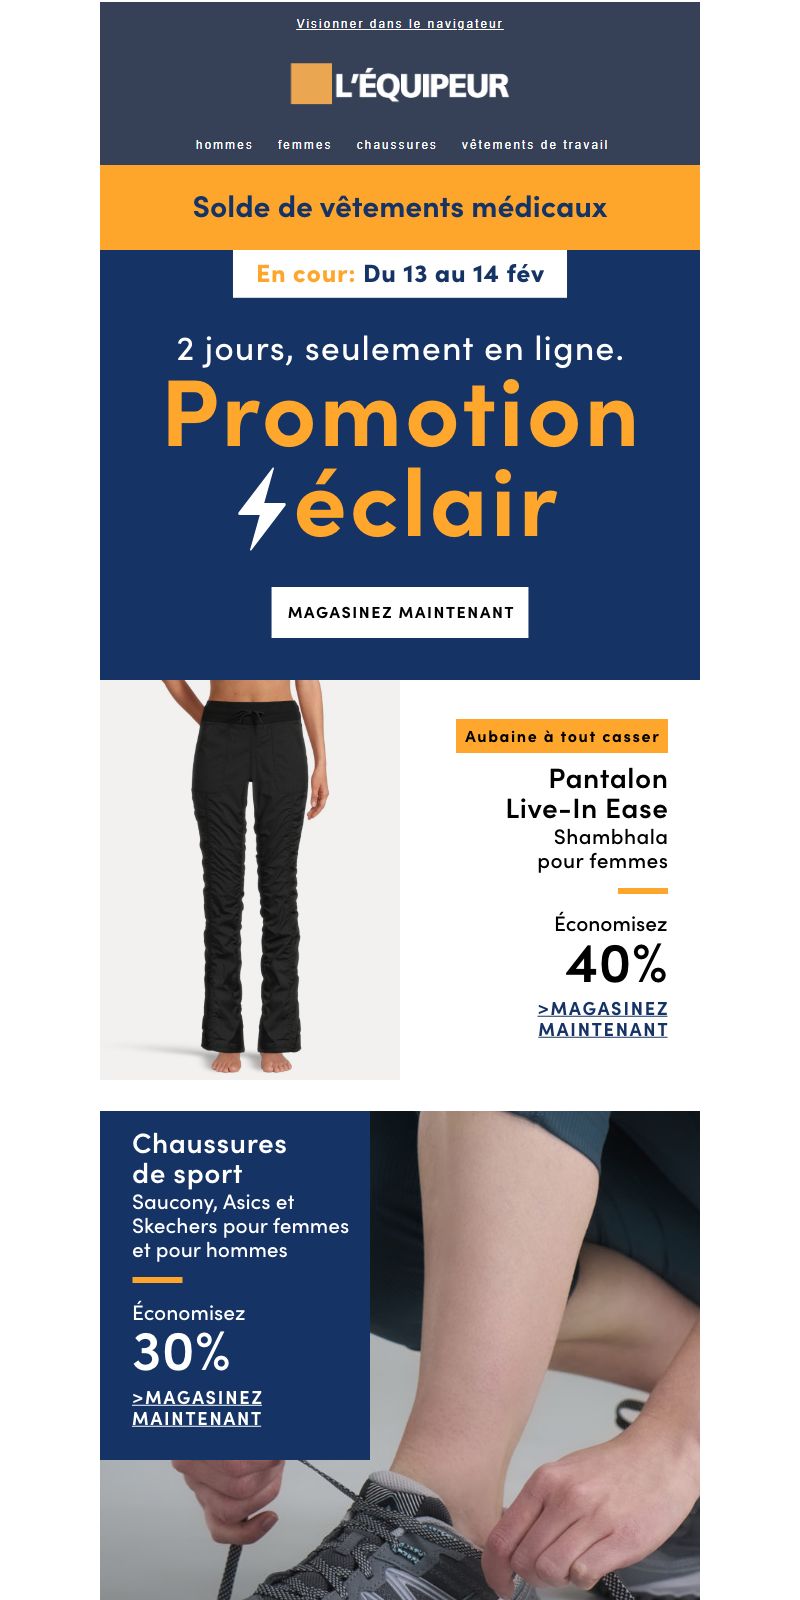 Visionner dans le navigateur
L'ÉQUIPEUR
hommes femmes chaussures vêtements de travail
Solde de vêtements médicaux
En cour: Du 13 au 14 fév
2 jours, seulement en ligne.
Promotion
éclair
MAGASINEZ MAINTENANT
Aubaine à tout casser
Pantalon
Live-In Ease
Shambhala
pour femmes
Économisez
40%
>MAGASINEZ
MAINTENANT
Chaussures
de sport
Saucony, Asics et
Skechers pour femmes
et pour hommes
Économisez
30%
>MAGASINEZ
MAINTENANT